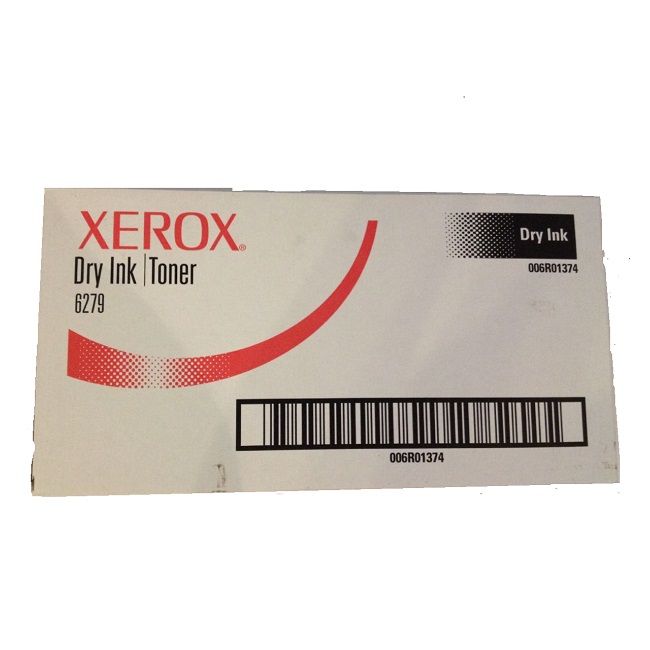 XEROX®
Dry Ink | Toner
6279
Dry Ink
006R01374
006R01374